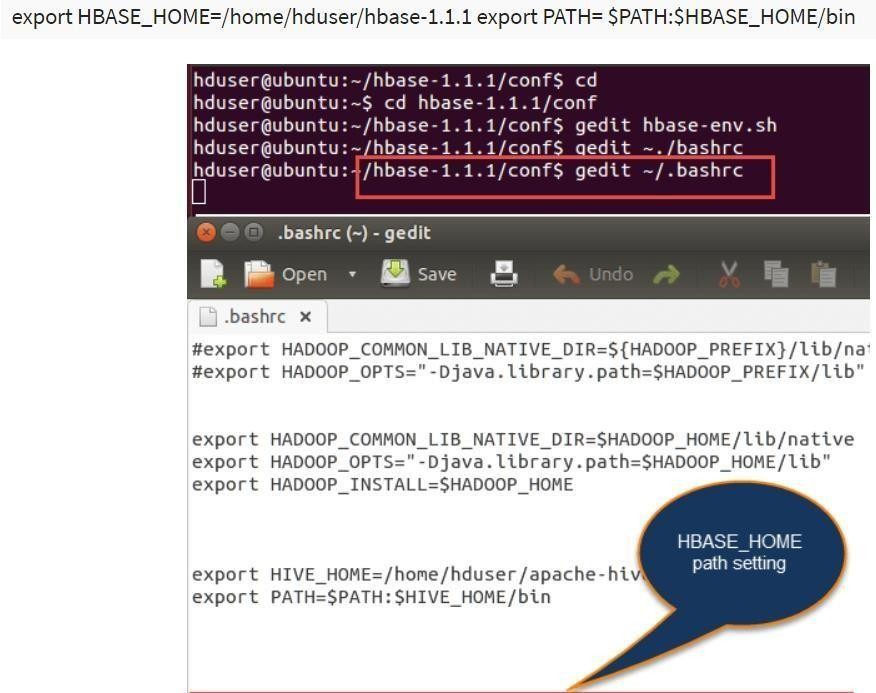 export HBASE_HOME=/home/hduser/hbase-1.1.1 export PATH= $PATH:$HBASE_HOME/bin
hduser@ubuntu:~/hbase-1.1.1/conf$ cd
hduser@ubuntu:~$ cd hbase-1.1.1/conf
hduser@ubuntu:~/hbase-1.1.1/conf$ gedit hbase-env.sh
hduser@ubuntu:~/hbase-1.1.1/conf$ gedit ~./bashrc
hduser@ubuntu:~/hbase-1.1.1/conf$ gedit ~/.bashrc
.bashrc (~) - gedit
Open Save Undo
.bashrc ×
#export HADOOP_COMMON_LIB_NATIVE_DIR=${HADOOP_PREFIX}/lib/nat
#export HADOOP_OPTS="-Djava.library.path=$HADOOP_PREFIX/lib"
export HADOOP_COMMON_LIB_NATIVE_DIR=$HADOOP_HOME/lib/native
export HADOOP_OPTS="-Djava.library.path=$HADOOP_HOME/lib"
export HADOOP_INSTALL=$HADOOP_HOME
HBASE_HOME
path setting
export HIVE_HOME=/home/hduser/apache-hiv
export PATH=$PATH:$HIVE_HOME/bin